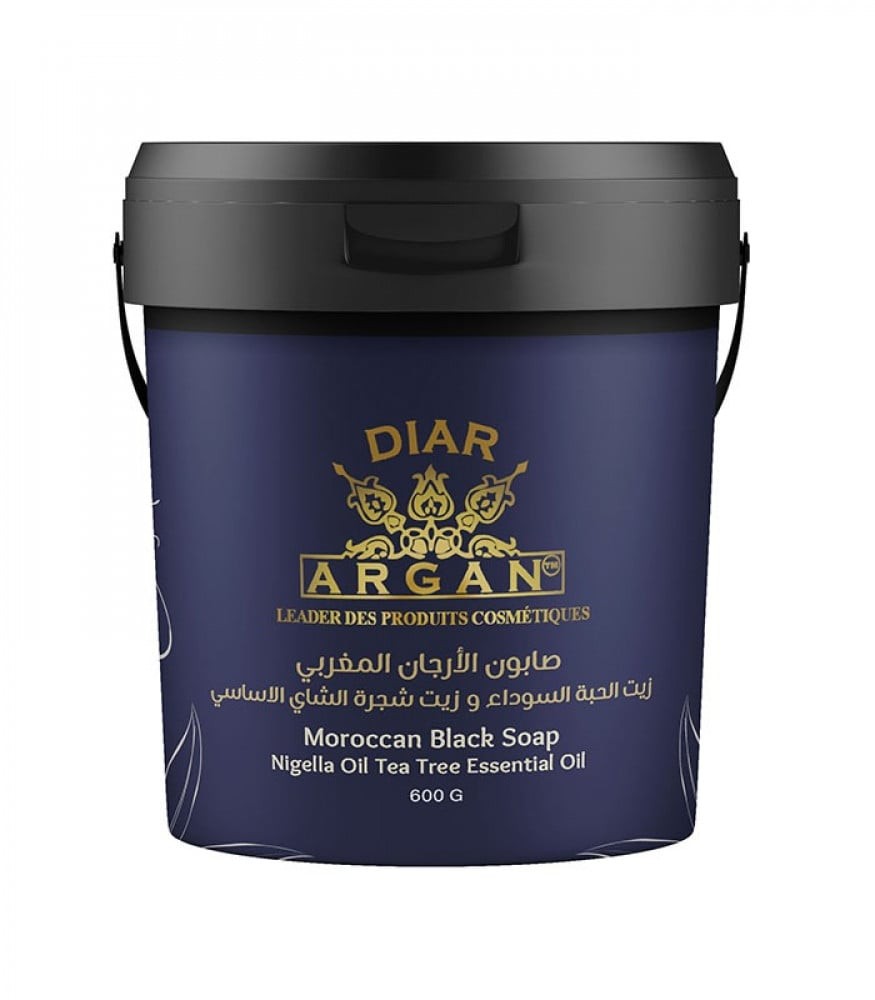 DIAR
ARGAN™
LEADER DES PRODUITS COSMÉTIQUES
صابون الأرجان المغربي
زيت الحبة السوداء و زيت شجرة الشاي الاساسي
Moroccan Black Soap
Nigella Oil Tea Tree Essential Oil
600 G